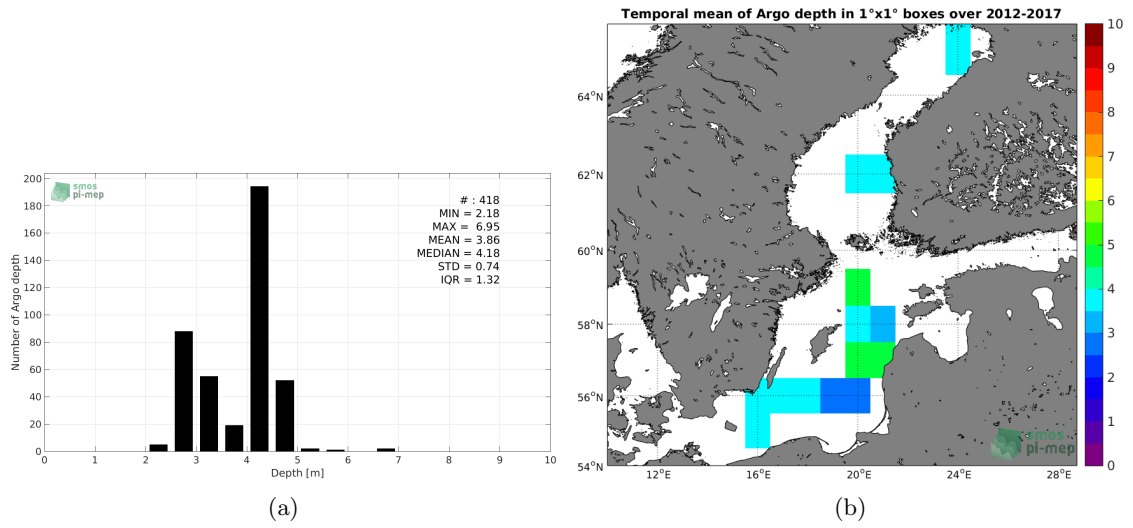 Temporal mean of Argo depth in 1°x1° boxes over 2012-2017
smos
pi-mep
# : 418
MIN = 2.18
MAX = 6.95
MEAN = 3.86
MEDIAN = 4.18
STD = 0.74
IQR = 1.32
Number of Argo depth
200
180
160
140
120
100
80
60
40
20
0
0 1 2 3 4 5 6 7 8 9 10
Depth [m]
(a)
64°N
62°N
60°N
58°N
56°N
54°N
12°E 16°E 20°E 24°E 28°E
smos
pi-mep
10
9
8
7
6
5
4
3
2
1
0
(b)